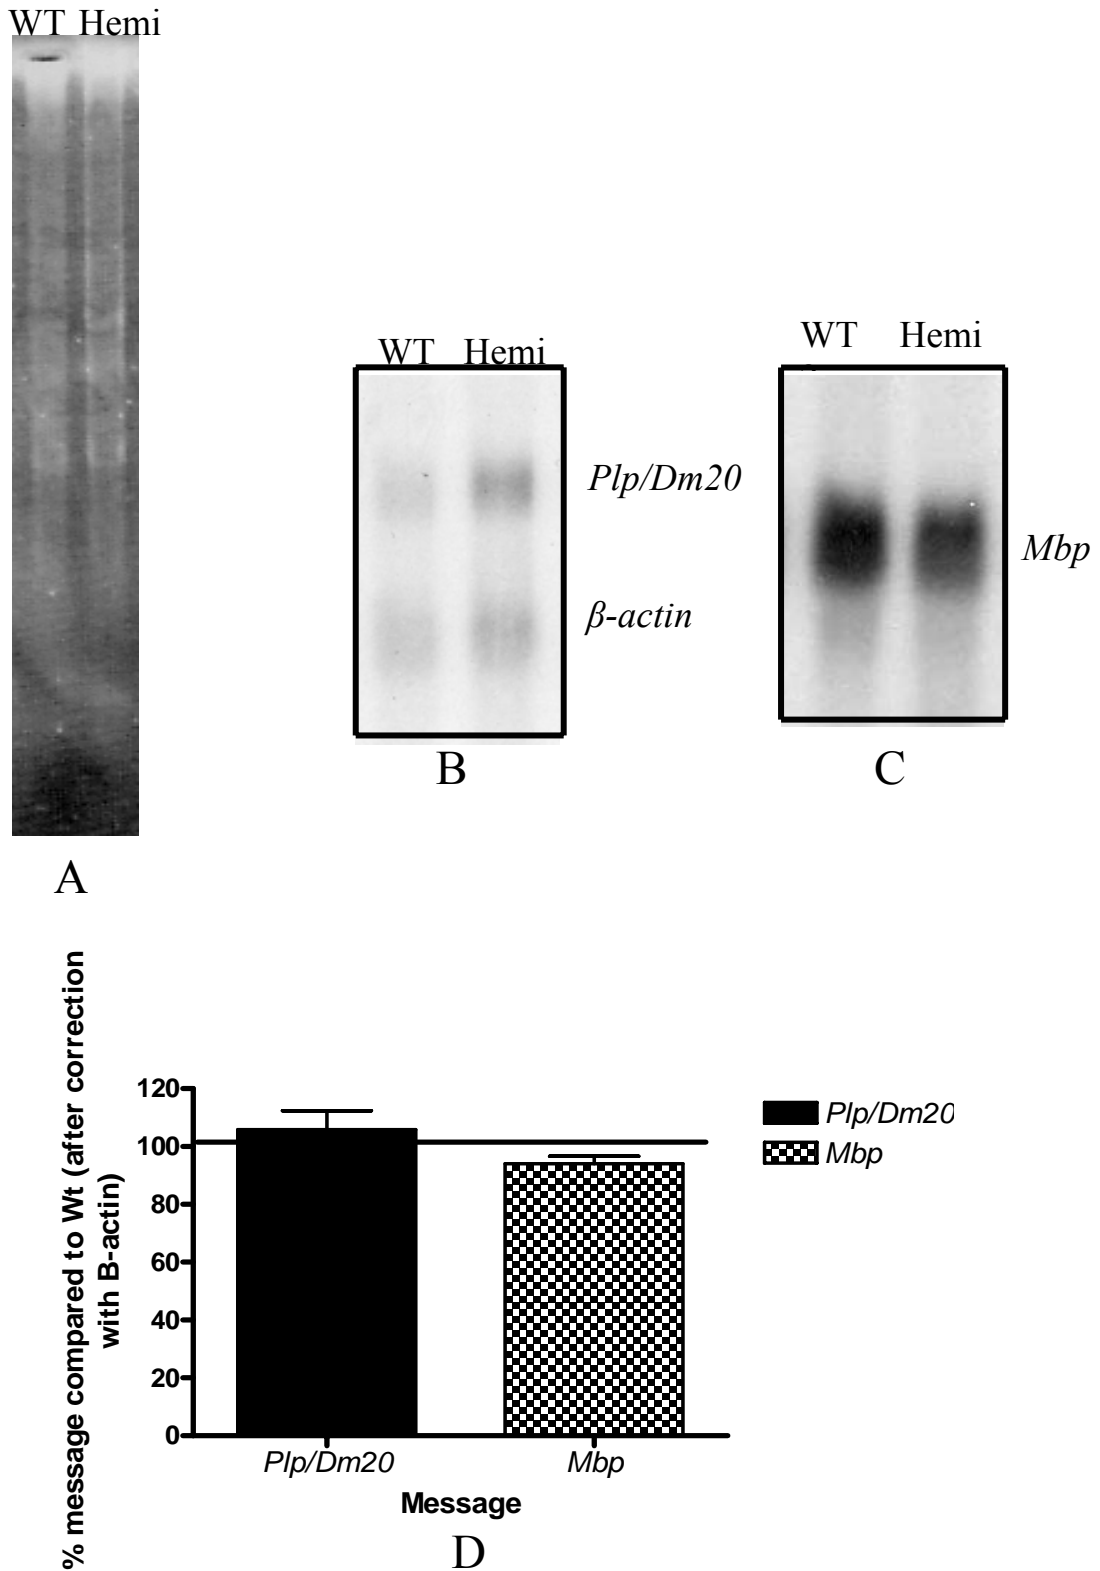 WT Hemi
A
WT Hemi
Plp/Dm20
β-actin
B
WT Hemi
Mbp
C
% message compared to Wt (after correction
with B-actin)
120
100
80
60
40
20
0
Plp/Dm20 Mbp
Message
Plp/Dm20
Mbp
D